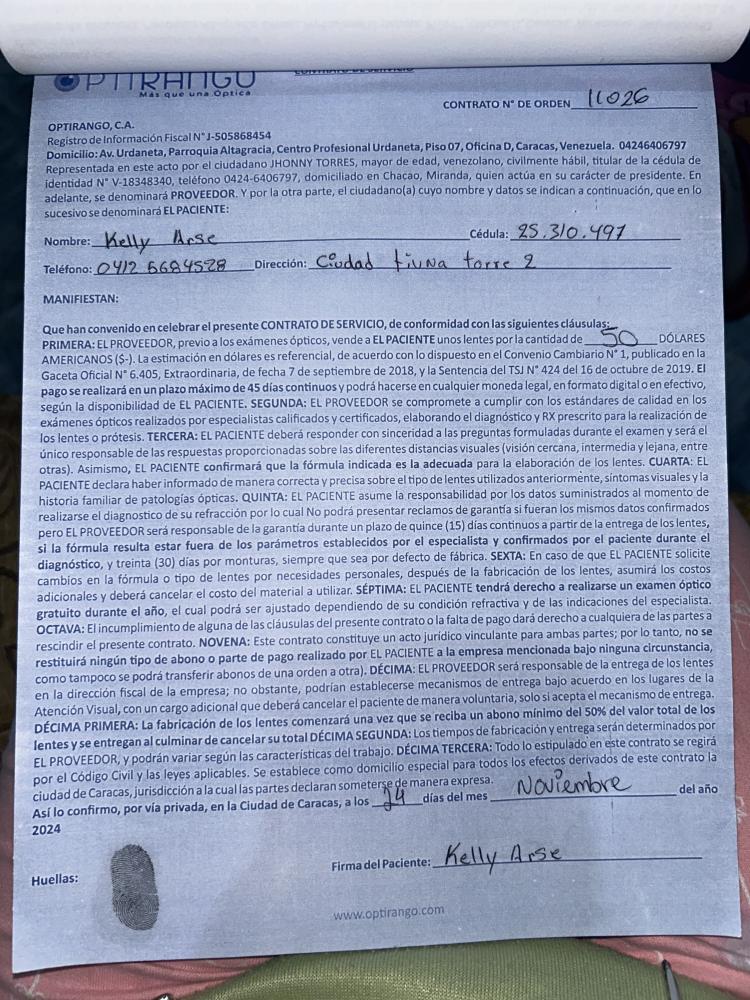 OPTIRANGO
Más que una Óptica
CONTRATO DE SERVICIO
CONTRATO N° DE ORDEN 11026
OPTIRANGO, C.A.
Registro de Información Fiscal N° J-505868454
Domicilio: Av. Urdaneta, Parroquia Altagracia, Centro Profesional Urdaneta, Piso 07, Oficina D, Caracas, Venezuela. 04246406797
Representada en este acto por el ciudadano JHONNY TORRES, mayor de edad, venezolano, civilmente hábil, titular de la cédula de
identidad N° V-18348340, teléfono 0424-6406797, domiciliado en Chacao, Miranda, quien actúa en su carácter de presidente. En
adelante, se denominará PROVEEDOR. Y por la otra parte, el ciudadano(a) cuyo nombre y datos se indican a continuación, que en lo
sucesivo se denominará EL PACIENTE:
Nombre: Kelly Arse Cédula: 25.310.497
Teléfono: 0412 6684528 Dirección: Ciudad tiuna torre 2
MANIFIESTAN:
Que han convenido en celebrar el presente CONTRATO DE SERVICIO, de conformidad con las siguientes cláusulas:
PRIMERA: EL PROVEEDOR, previo a los exámenes ópticos, vende a EL PACIENTE unos lentes por la cantidad de 50 DÓLARES
AMERICANOS ($-). La estimación en dólares es referencial, de acuerdo con lo dispuesto en el Convenio Cambiario N° 1, publicado en la
Gaceta Oficial N° 6.405, Extraordinaria, de fecha 7 de septiembre de 2018, y la Sentencia del TSJ N° 424 del 16 de octubre de 2019. El
pago se realizará en un plazo máximo de 45 días continuos y podrá hacerse en cualquier moneda legal, en formato digital o en efectivo,
según la disponibilidad de EL PACIENTE. SEGUNDA: EL PROVEEDOR se compromete a cumplir con los estándares de calidad en los
exámenes ópticos realizados por especialistas calificados y certificados, elaborando el diagnóstico y RX prescrito para la realización de
los lentes o prótesis. TERCERA: EL PACIENTE deberá responder con sinceridad a las preguntas formuladas durante el examen y será el
único responsable de las respuestas proporcionadas sobre las diferentes distancias visuales (visión cercana, intermedia y lejana, entre
otras). Asimismo, EL PACIENTE confirmará que la fórmula indicada es la adecuada para la elaboración de los lentes. CUARTA: EL
PACIENTE declara haber informado de manera correcta y precisa sobre el tipo de lentes utilizados anteriormente, síntomas visuales y la
historia familiar de patologías ópticas. QUINTA: EL PACIENTE asume la responsabilidad por los datos suministrados al momento de
realizarse el diagnostico de su refracción por lo cual No podrá presentar reclamos de garantía si fueran los mismos datos confirmados
pero EL PROVEEDOR será responsable de la garantía durante un plazo de quince (15) días continuos a partir de la entrega de los lentes,
si la fórmula resulta estar fuera de los parámetros establecidos por el especialista y confirmados por el paciente durante el
diagnóstico, y treinta (30) días por monturas, siempre que sea por defecto de fábrica. SEXTA: En caso de que EL PACIENTE solicite
cambios en la fórmula o tipo de lentes por necesidades personales, después de la fabricación de los lentes, asumirá los costos
adicionales y deberá cancelar el costo del material a utilizar. SÉPTIMA: EL PACIENTE tendrá derecho a realizarse un examen óptico
gratuito durante el año, el cual podrá ser ajustado dependiendo de su condición refractiva y de las indicaciones del especialista.
OCTAVA: El incumplimiento de alguna de las cláusulas del presente contrato o la falta de pago dará derecho a cualquiera de las partes a
rescindir el presente contrato. NOVENA: Este contrato constituye un acto jurídico vinculante para ambas partes; por lo tanto, no se
restituirá ningún tipo de abono o parte de pago realizado por EL PACIENTE a la empresa mencionada bajo ninguna circunstancia,
como tampoco se podrá transferir abonos de una orden a otra). DÉCIMA: EL PROVEEDOR será responsable de la entrega de los lentes
en la dirección fiscal de la empresa; no obstante, podrían establecerse mecanismos de entrega bajo acuerdo en los lugares de la
Atención Visual, con un cargo adicional que deberá cancelar el paciente de manera voluntaria, solo si acepta el mecanismo de entrega.
DÉCIMA PRIMERA: La fabricación de los lentes comenzará una vez que se reciba un abono mínimo del 50% del valor total de los
lentes y se entregan al culminar de cancelar su total DÉCIMA SEGUNDA: Los tiempos de fabricación y entrega serán determinados por
EL PROVEEDOR, y podrán variar según las características del trabajo. DÉCIMA TERCERA: Todo lo estipulado en este contrato se regirá
por el Código Civil y las leyes aplicables. Se establece como domicilio especial para todos los efectos derivados de este contrato la
ciudad de Caracas, jurisdicción a la cual las partes declaran someterse de manera expresa.
Así lo confirmo, por vía privada, en la Ciudad de Caracas, a los 24 días del mes Noviembre del año
2024
Firma del Paciente: Kelly Arse
Huellas:
www.optirango.com